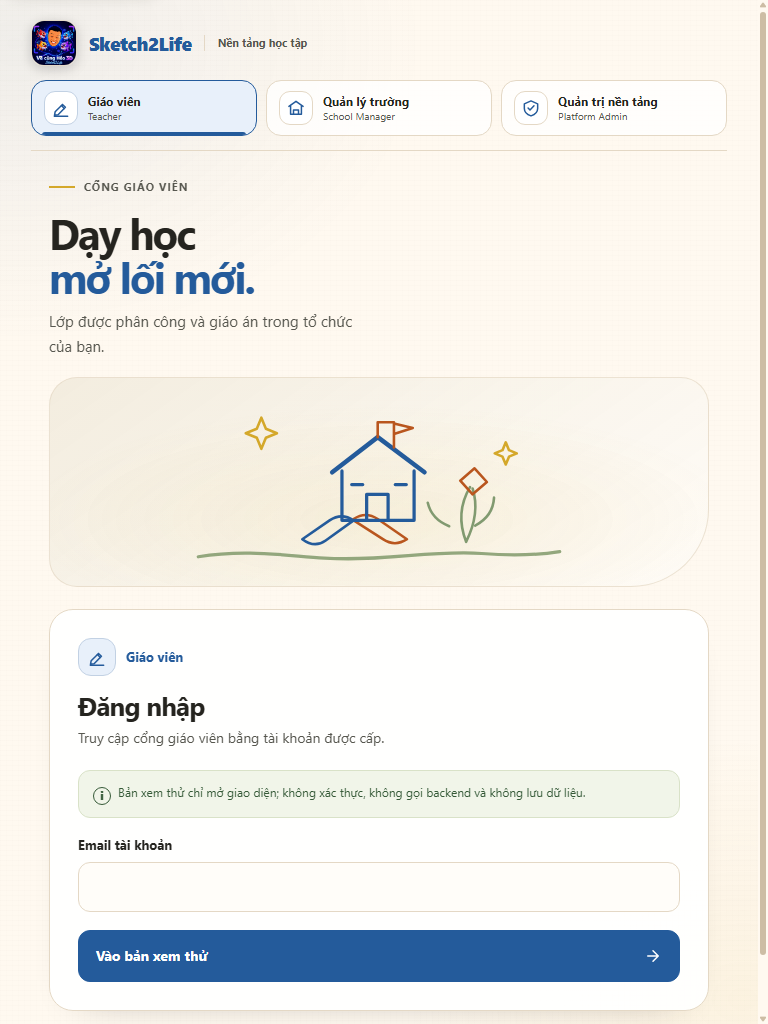 Vẽ cùng Néo 3D
Sketch2Life
Nền tảng học tập
Giáo viên
Teacher
Quản lý trường
School Manager
Quản trị nền tảng
Platform Admin
CỔNG GIÁO VIÊN
Dạy học
mở lối mới.
Lớp được phân công và giáo án trong tổ chức
của bạn.
Giáo viên
Đăng nhập
Truy cập cổng giáo viên bằng tài khoản được cấp.
Bản xem thử chỉ mở giao diện; không xác thực, không gọi backend và không lưu dữ liệu.
Email tài khoản
Vào bản xem thử